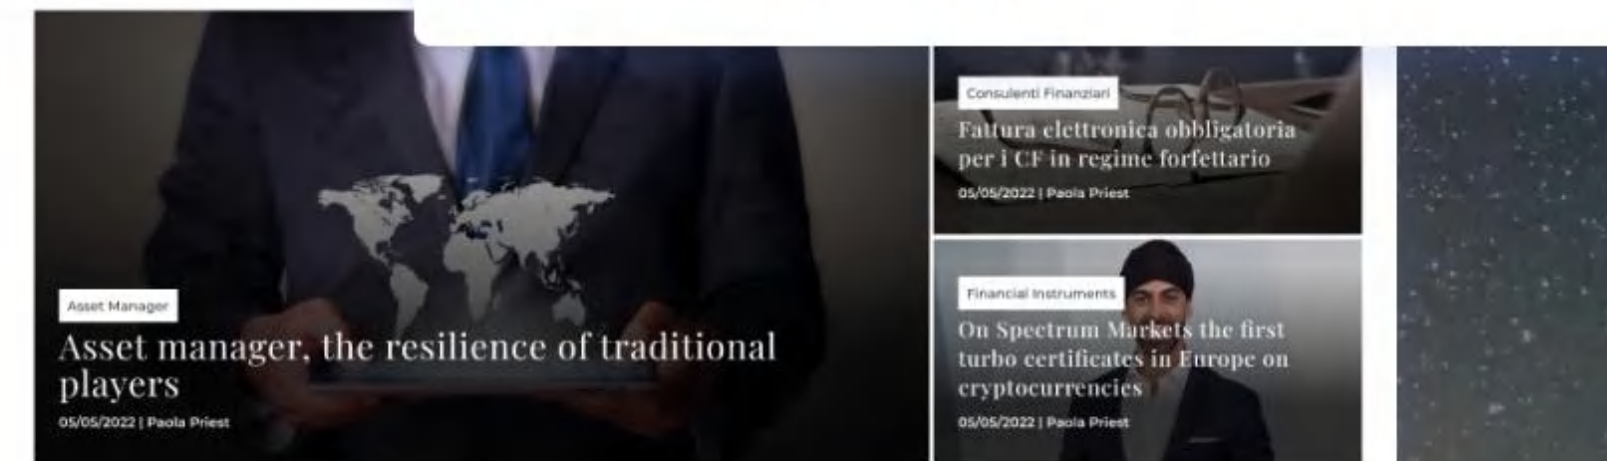 Asset Manager
Asset manager, the resilience of traditional
players
05/05/2022 | Paola Priest
Consulenti Finanziari
Fattura elettronica obbligatoria
per i CF in regime forfettario
05/05/2022 | Paola Priest
Financial Instruments
On Spectrum Markets the first
turbo certificates in Europe on
cryptocurrencies
05/05/2022 | Paola Priest